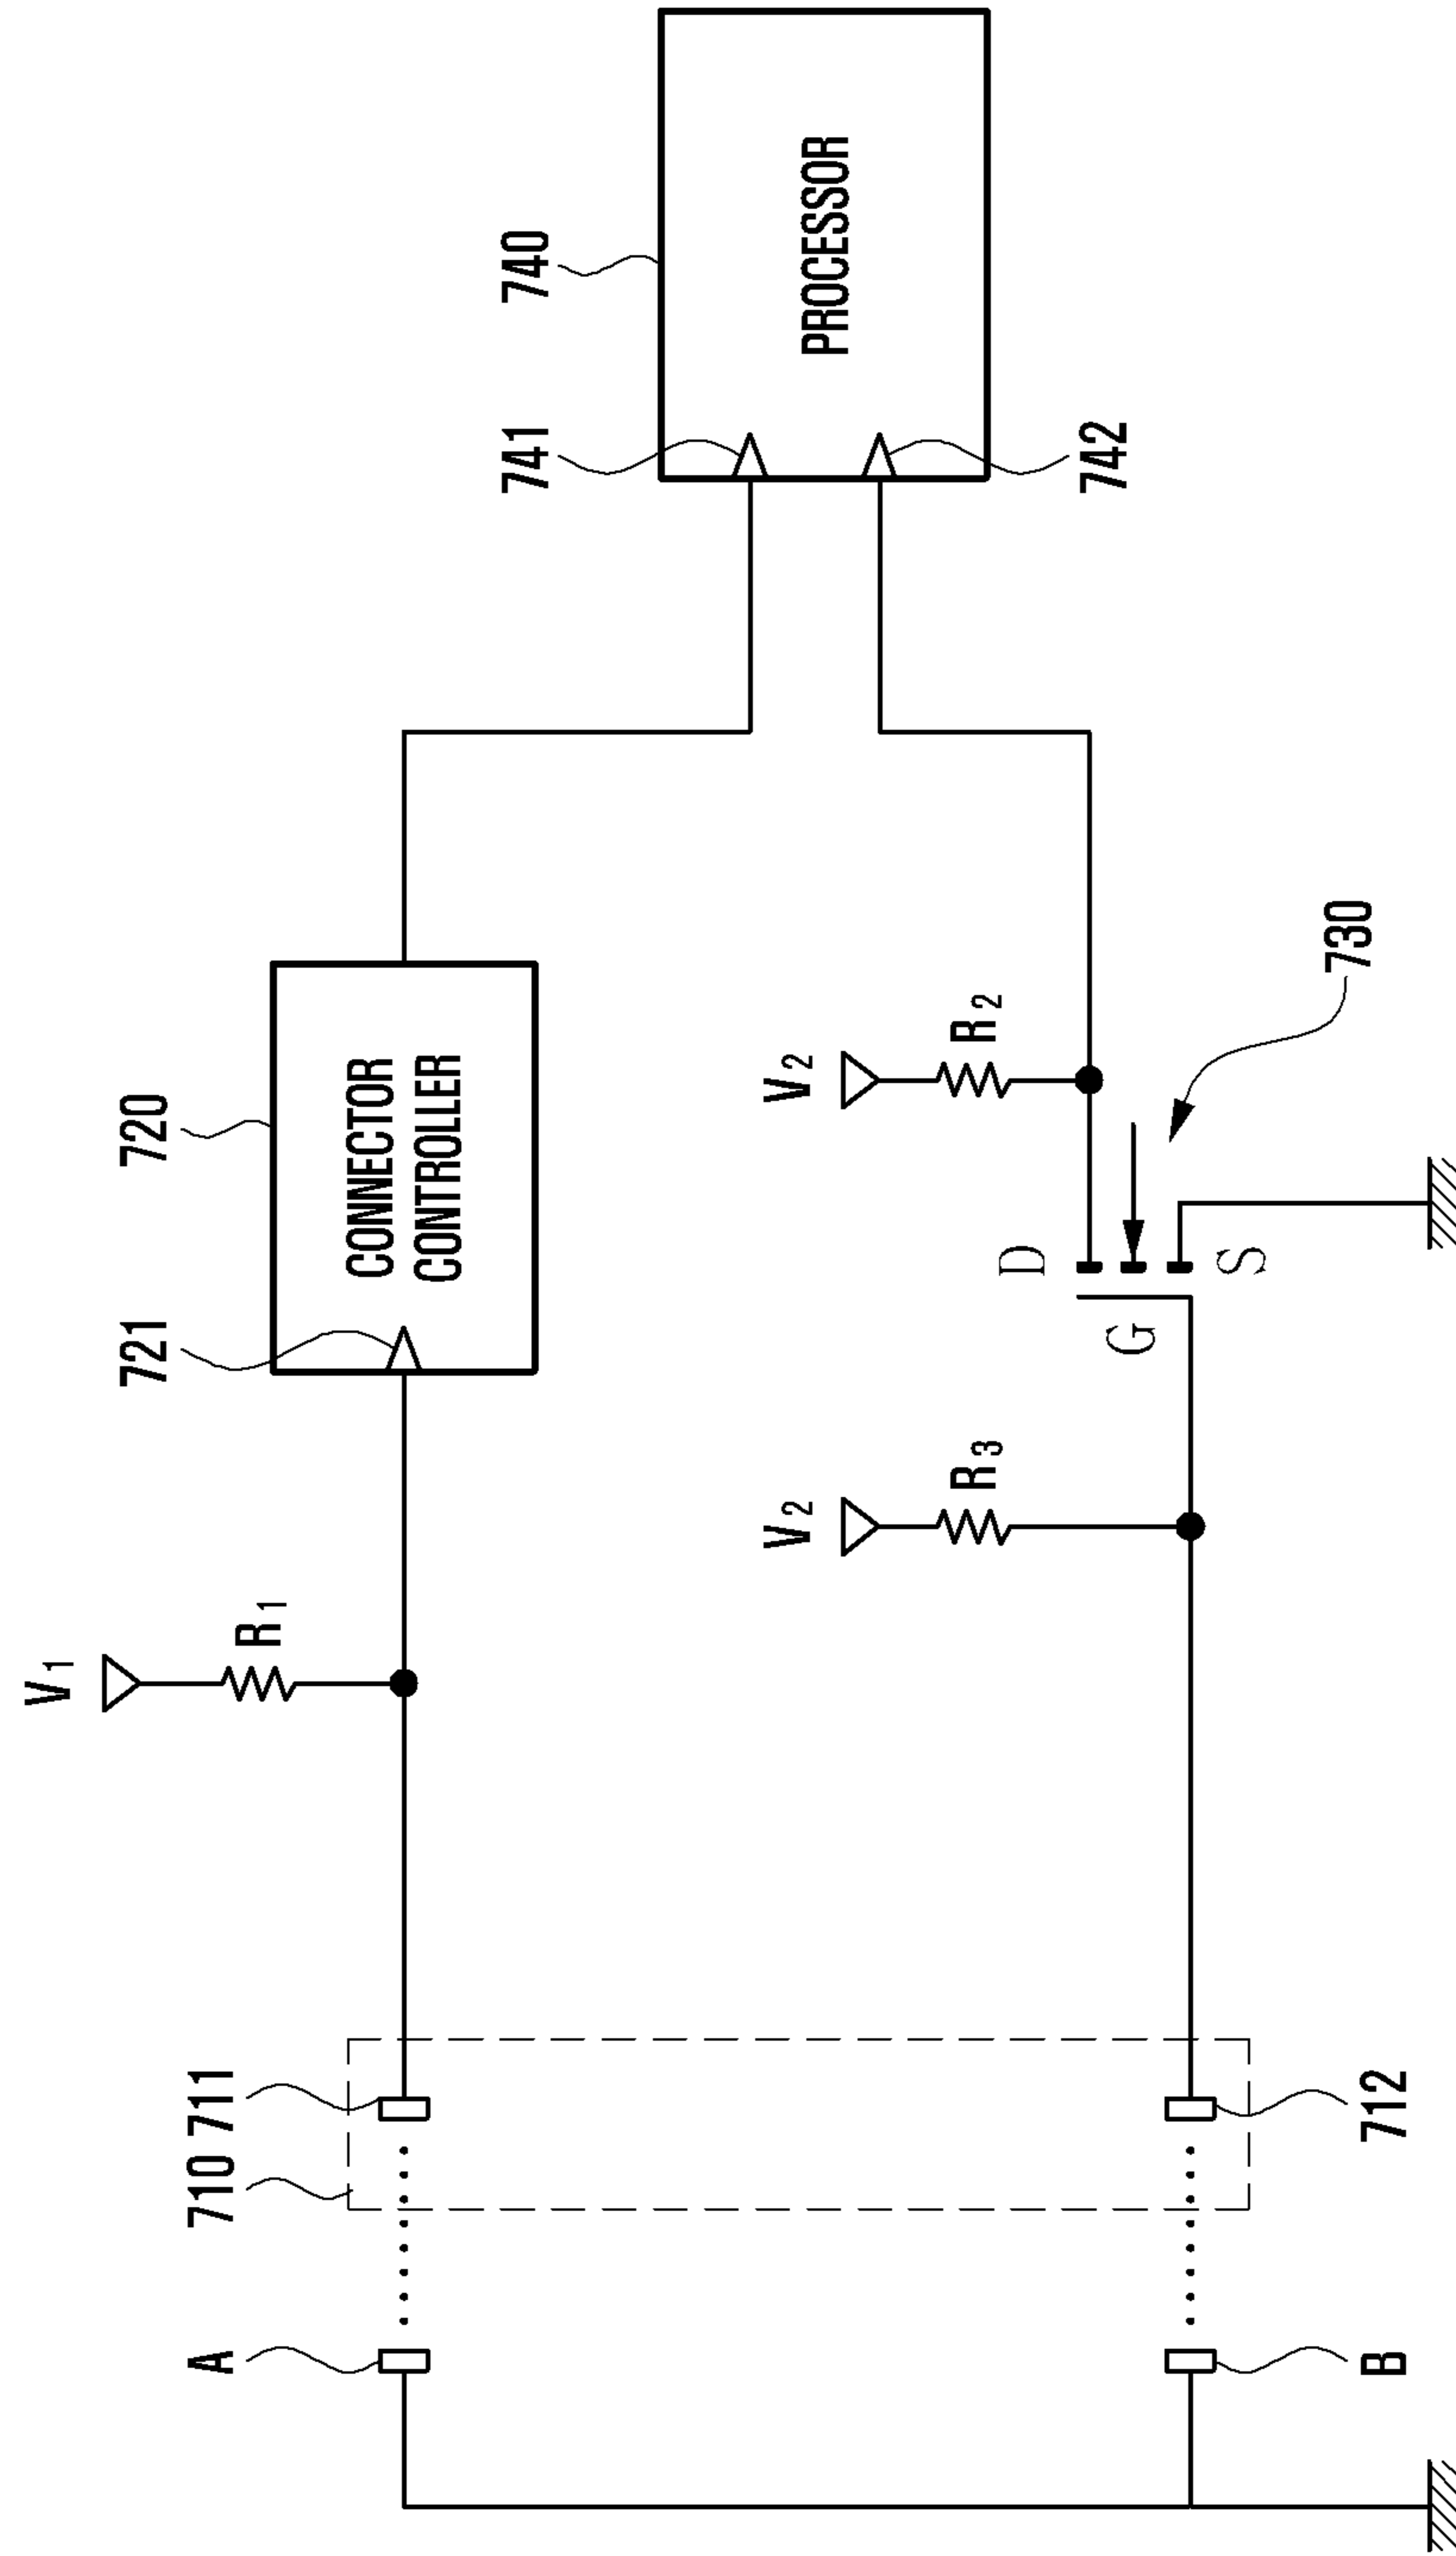 V1
R1
720
721
CONNECTOR
CONTROLLER
710
711
A
740
741
PROCESSOR
742
V2
R2
V2
R3
D
G
S
730
712
B